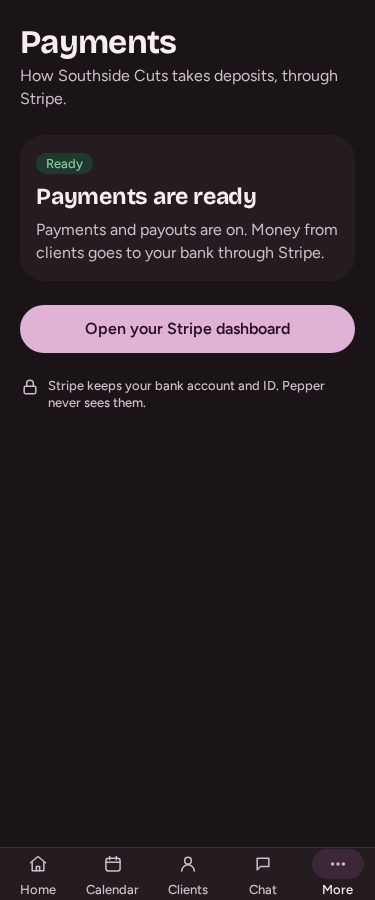 Payments
How Southside Cuts takes deposits, through
Stripe.
Ready
Payments are ready
Payments and payouts are on. Money from
clients goes to your bank through Stripe.
Open your Stripe dashboard
Stripe keeps your bank account and ID. Pepper
never sees them.
Home
Calendar
Clients
Chat
More